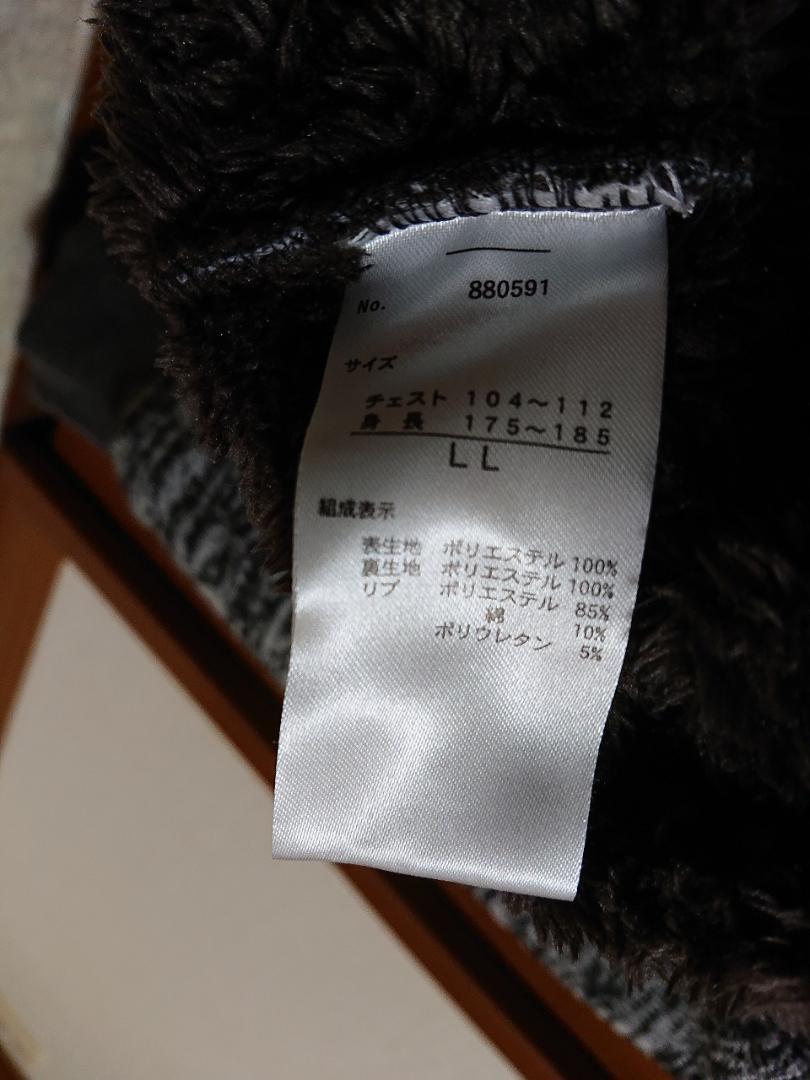 No. 880591
サイズ
チェスト 104～112
身長 175～185
LL
組成表示
表生地 ポリエステル 100%
裏生地 ポリエステル 100%
リブ ポリエステル 85%
綿 10%
ポリウレタン 5%